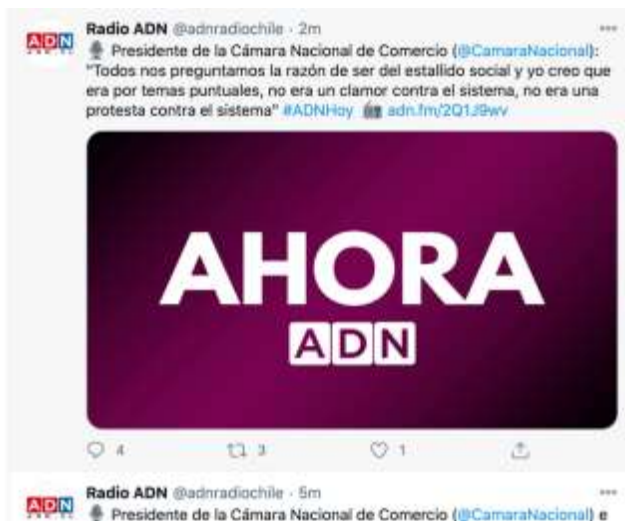 Radio ADN @adnradiochile · 2m
ADN
Presidente de la Cámara Nacional de Comercio (@CamaraNacional):
"Todos nos preguntamos la razón de ser del estallido social y yo creo que
era por temas puntuales, no era un clamor contra el sistema, no era una
protesta contra el sistema" #ADNHoy adn.fm/2Q1J9wv
AHORA
ADN
4 3 1
Radio ADN @adnradiochile · 5m
ADN
Presidente de la Cámara Nacional de Comercio (@CamaraNacional) e